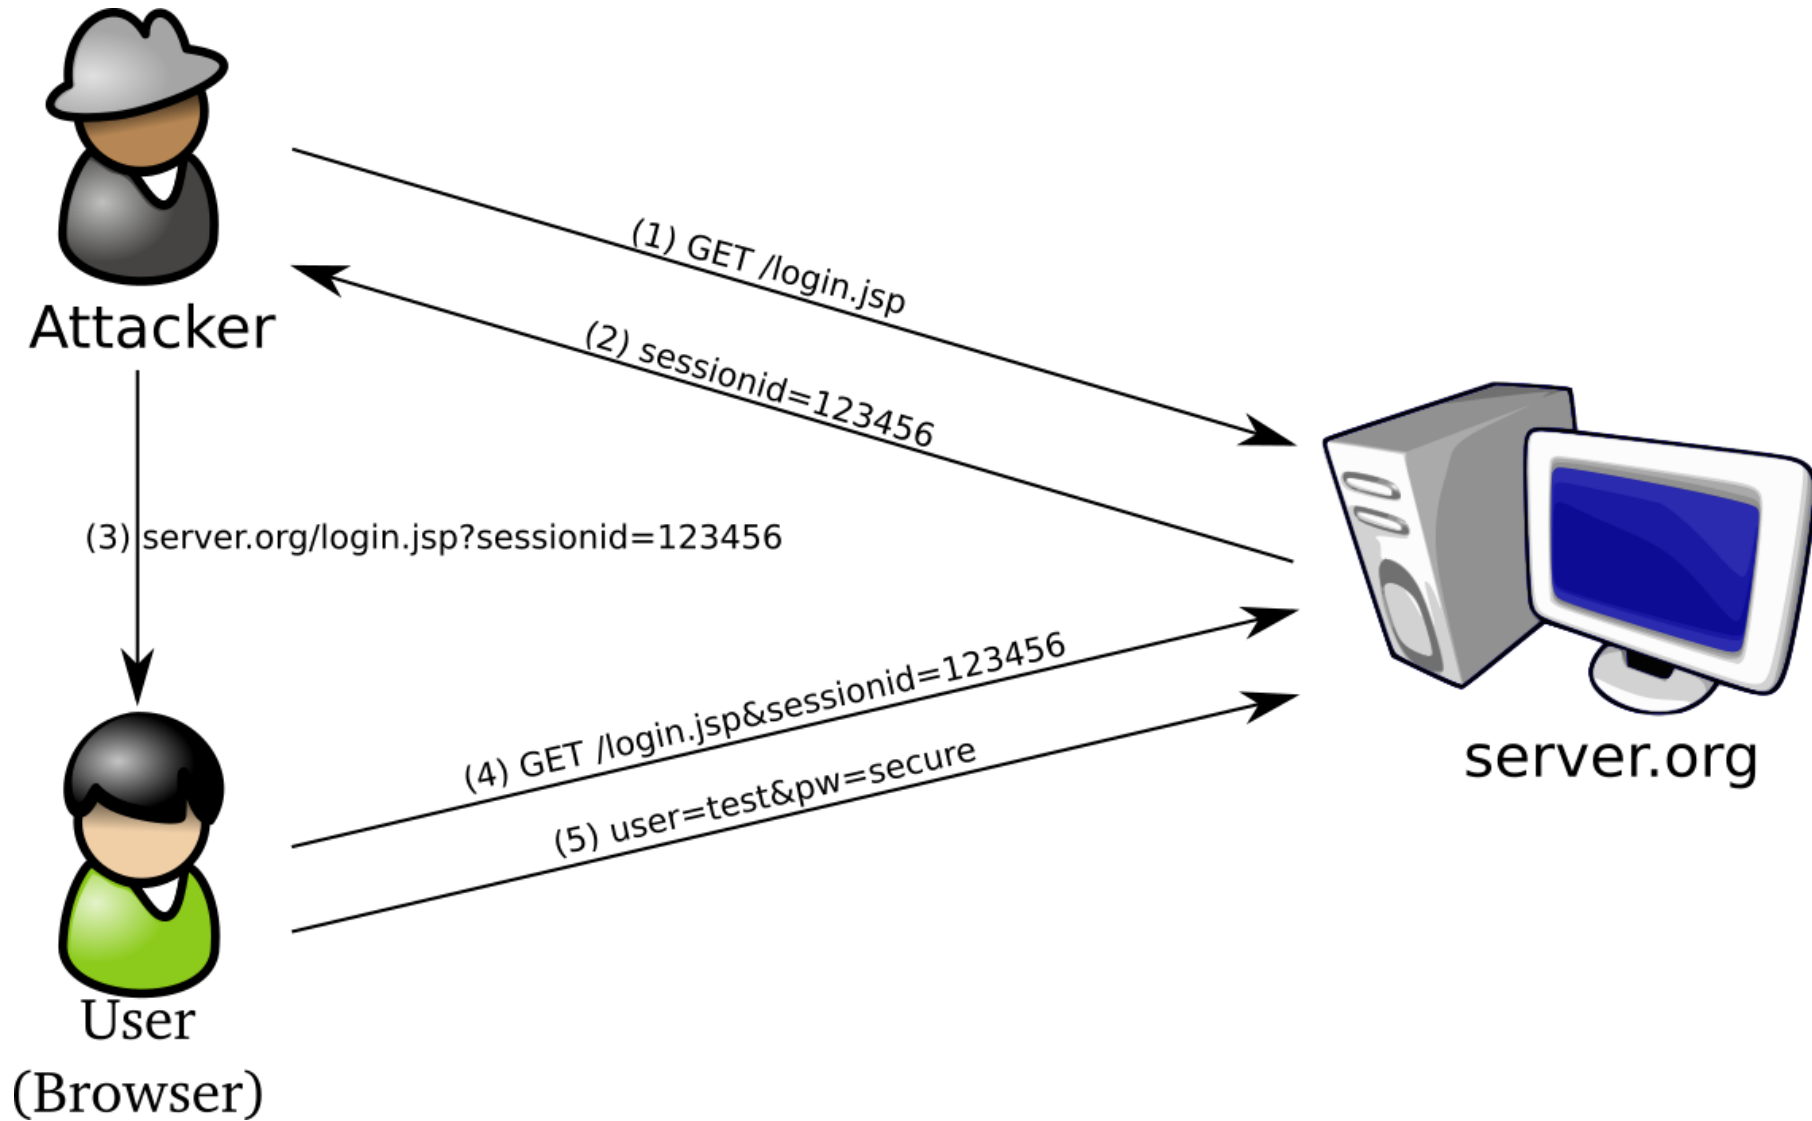 (1) GET /login.jsp
(2) sessionid=123456
Attacker
(3) server.org/login.jsp?sessionid=123456
(4) GET /login.jsp&sessionid=123456
(5) user=test&pw=secure
server.org
User
(Browser)